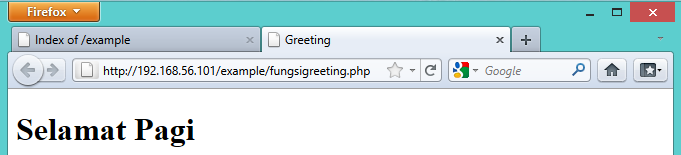 Firefox
Index of /example
Greeting
http://192.168.56.101/example/fungsigreeting.php
Google
Selamat Pagi